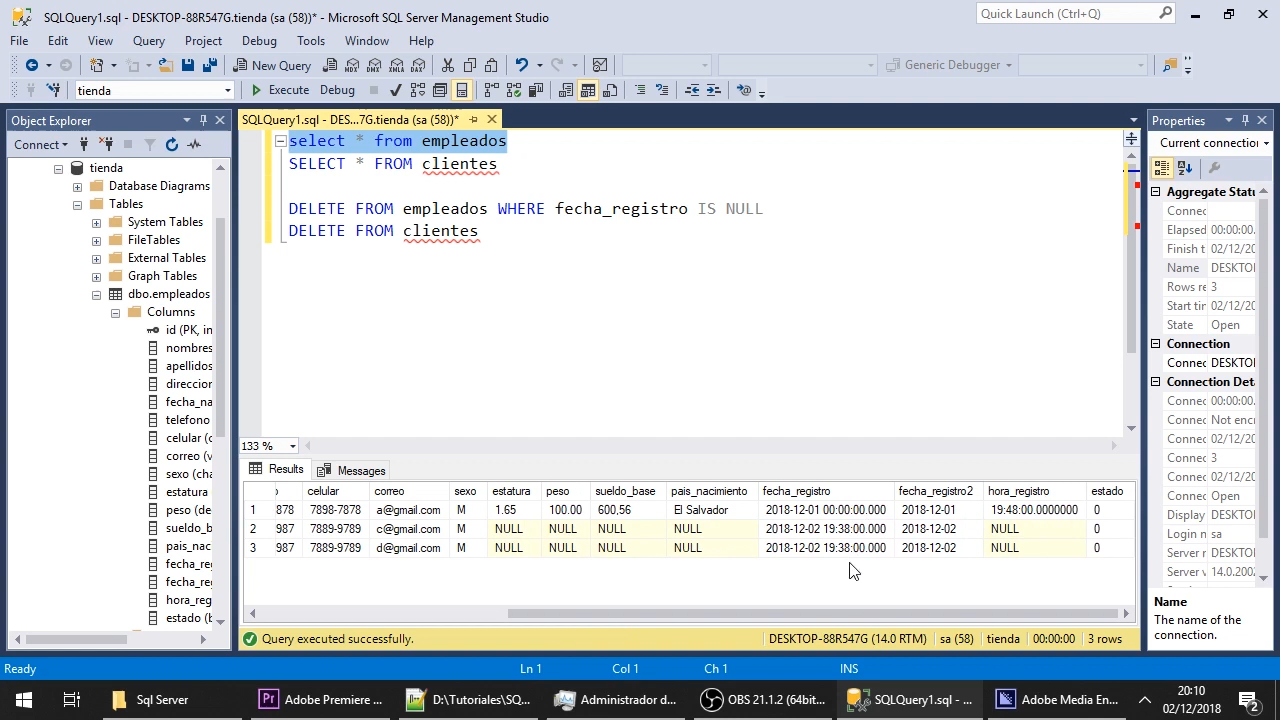 SQLQuery1.sql - DESKTOP-88R547G.tienda (sa (58))* - Microsoft SQL Server Management Studio
Quick Launch (Ctrl+Q)
File Edit View Query Project Debug Tools Window Help
New Query MDX DMX XMLA DAX Generic Debugger
tienda Execute Debug
Object Explorer
Connect
tienda
Database Diagrams
Tables
System Tables
FileTables
External Tables
Graph Tables
dbo.empleados
Columns
id (PK, in
nombres
apellidos
direccior
fecha_na
telefono
celular (c
correo (v
sexo (cha
estatura
peso (de
sueldo_b
pais_nac
fecha_re
fecha_re
hora_reg
estado (b
SQLQuery1.sql - DES...7G.tienda (sa (58))*
select * from empleados
SELECT * FROM clientes
DELETE FROM empleados WHERE fecha_registro IS NULL
DELETE FROM clientes
133 %
Results Messages
celular correo sexo estatura peso sueldo_base pais_nacimiento fecha_registro fecha_registro2 hora_registro estado
1 878 7898-7878 a@gmail.com M 1.65 100.00 600,56 El Salvador 2018-12-01 00:00:00.000 2018-12-01 19:48:00.0000000 0
2 987 7889-9789 c@gmail.com M NULL NULL NULL NULL 2018-12-02 19:38:00.000 2018-12-02 NULL 0
3 987 7889-9789 d@gmail.com M NULL NULL NULL NULL 2018-12-02 19:38:00.000 2018-12-02 NULL 0
Query executed successfully. DESKTOP-88R547G (14.0 RTM) sa (58) tienda 00:00:00 3 rows
Properties
Current connection
Aggregate Statu
Connec
Elapsed 00:00:00.
Finish t 02/12/20
Name DESKTO
Rows re 3
Start tir 02/12/20
State Open
Connection
Connec DESKTO
Connection Deta
Connec 00:00:00.
Connec Not encr
Connec 02/12/20
Connec 3
Connec 02/12/20
Connec Open
Display DESKTO
Login n sa
Server r DESKTO
Server v 14.0.2002
Name
The name of the connection.
Ready Ln 1 Col 1 Ch 1 INS
Sql Server Adobe Premiere ... D:\Tutoriales\SQ... Administrador d... OBS 21.1.2 (64bit... SQLQuery1.sql - ... Adobe Media En...
20:10
02/12/2018
2